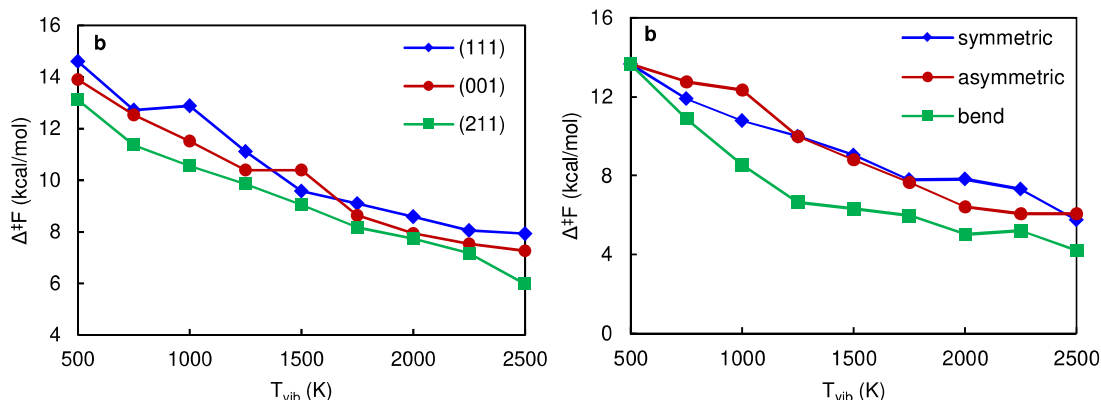 16
14
12
10
8
6
4
500
1000
1500
2000
2500
Δ‡F (kcal/mol)
T_vib (K)
b
(111)
(001)
(211)
16
12
8
4
0
500
1000
1500
2000
2500
Δ‡F (kcal/mol)
T_vib (K)
b
symmetric
asymmetric
bend